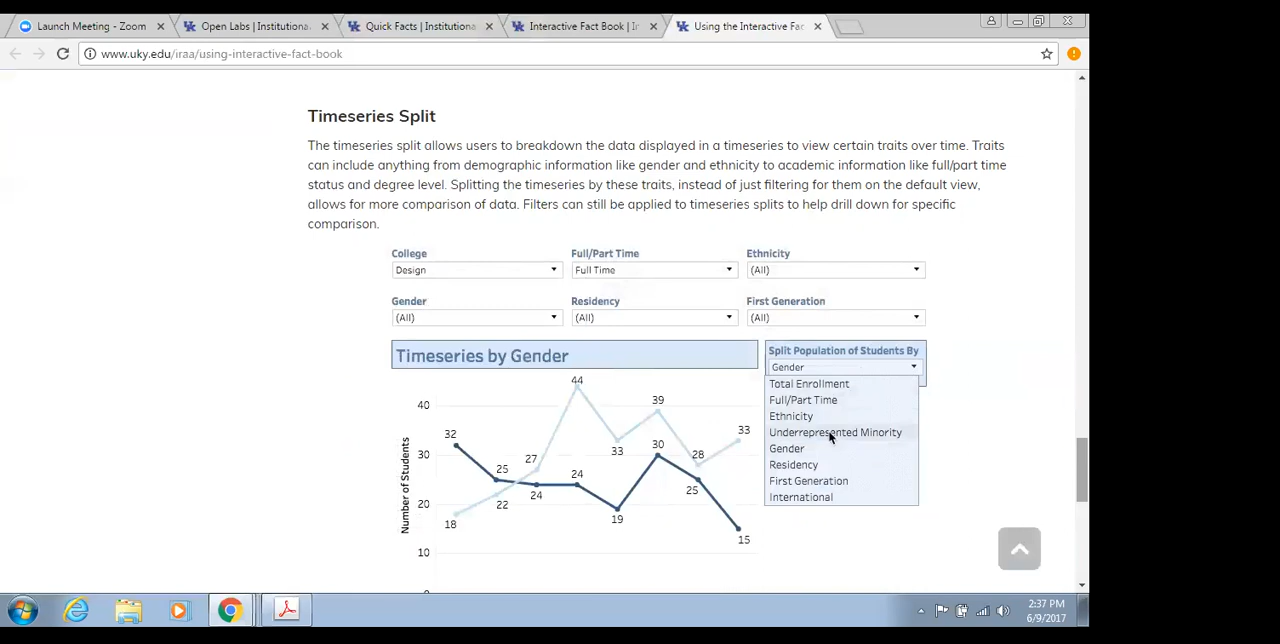 Launch Meeting - Zoom
Open Labs | Institutiona
Quick Facts | Institutiona
Interactive Fact Book | In
Using the Interactive Fac
www.uky.edu/iraa/using-interactive-fact-book
Timeseries Split
The timeseries split allows users to breakdown the data displayed in a timeseries to view certain traits over time. Traits
can include anything from demographic information like gender and ethnicity to academic information like full/part time
status and degree level. Splitting the timeseries by these traits, instead of just filtering for them on the default view,
allows for more comparison of data. Filters can still be applied to timeseries splits to help drill down for specific
comparison.
College Full/Part Time Ethnicity
Design Full Time (All)
Gender Residency First Generation
(All) (All) (All)
Timeseries by Gender
Split Population of Students By
Gender
Total Enrollment
Full/Part Time
Ethnicity
Underrepresented Minority
Gender
Residency
First Generation
International
Number of Students
40
30
20
10
44
39
33
32
33
30
28
27
25
25
24
24
22
19
18
15
2:37 PM
6/9/2017